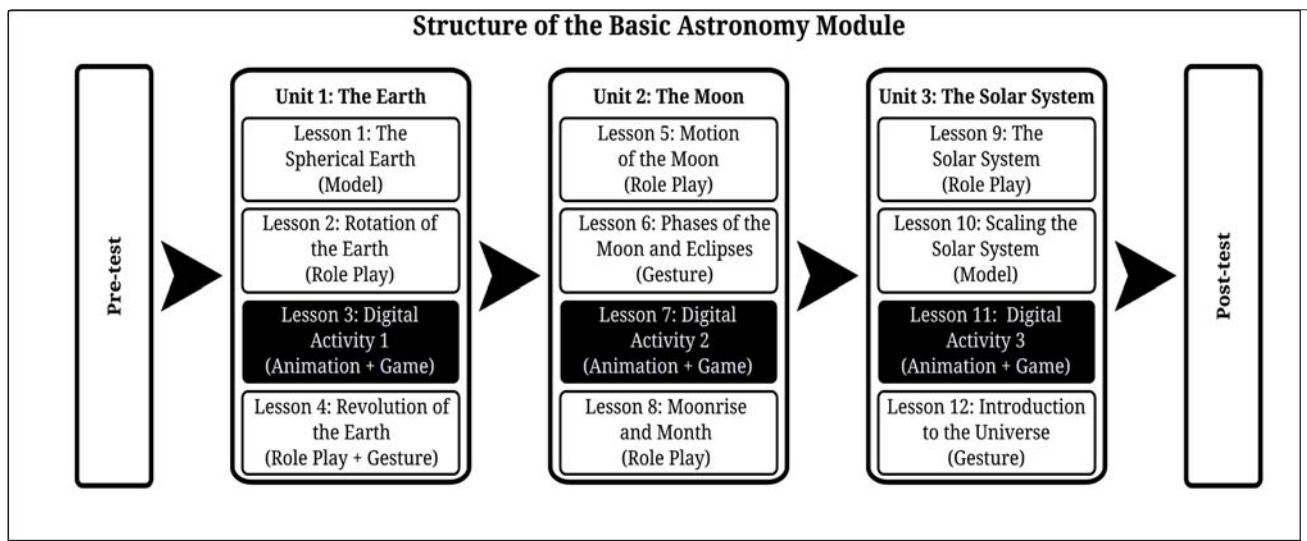 Structure of the Basic Astronomy Module
Pre-test
Unit 1: The Earth
Lesson 1: The
Spherical Earth
(Model)
Lesson 2: Rotation of
the Earth
(Role Play)
Lesson 3: Digital
Activity 1
(Animation + Game)
Lesson 4: Revolution of
the Earth
(Role Play + Gesture)
Unit 2: The Moon
Lesson 5: Motion
of the Moon
(Role Play)
Lesson 6: Phases of the
Moon and Eclipses
(Gesture)
Lesson 7: Digital
Activity 2
(Animation + Game)
Lesson 8: Moonrise
and Month
(Role Play)
Unit 3: The Solar System
Lesson 9: The
Solar System
(Role Play)
Lesson 10: Scaling the
Solar System
(Model)
Lesson 11: Digital
Activity 3
(Animation + Game)
Lesson 12: Introduction
to the Universe
(Gesture)
Post-test